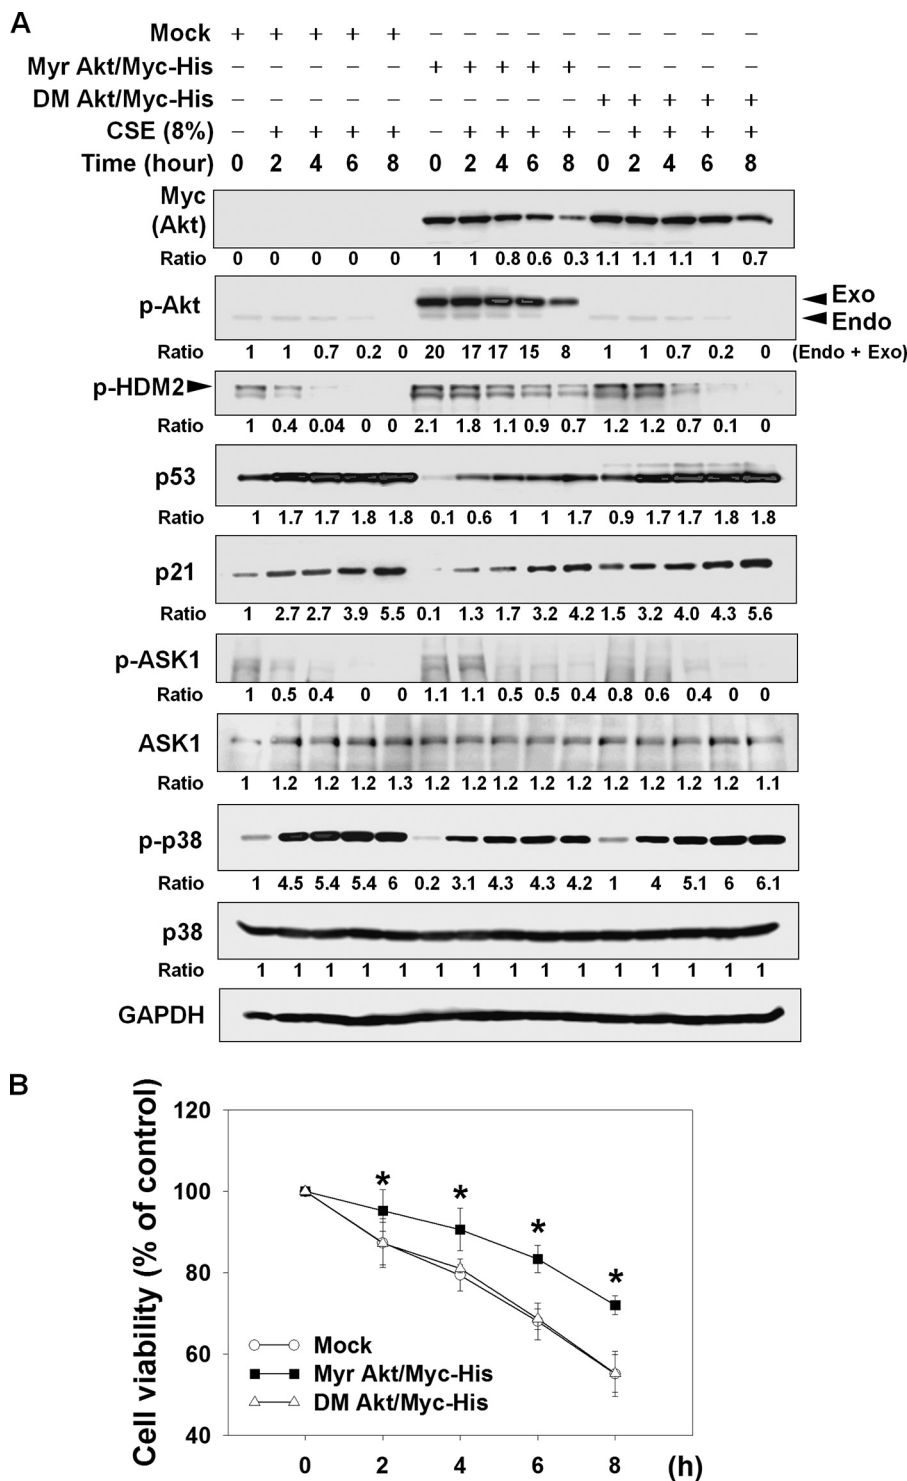 A
Mock + + + + + − − − − − − − − − −
Myr Akt/Myc-His − − − − − + + + + + − − − − −
DM Akt/Myc-His − − − − − − − − − − + + + + +
CSE (8%) − + + + + − + + + + − + + + +
Time (hour) 0 2 4 6 8 0 2 4 6 8 0 2 4 6 8
Myc
(Akt)
Ratio 0 0 0 0 0 1 1 0.8 0.6 0.3 1.1 1.1 1.1 1 0.7
p-Akt
Exo
Endo
Ratio 1 1 0.7 0.2 0 20 17 17 15 8 1 1 0.7 0.2 0 (Endo + Exo)
p-HDM2
Ratio 1 0.4 0.04 0 0 2.1 1.8 1.1 0.9 0.7 1.2 1.2 0.7 0.1 0
p53
Ratio 1 1.7 1.7 1.8 1.8 0.1 0.6 1 1 1.7 0.9 1.7 1.7 1.8 1.8
p21
Ratio 1 2.7 2.7 3.9 5.5 0.1 1.3 1.7 3.2 4.2 1.5 3.2 4.0 4.3 5.6
p-ASK1
Ratio 1 0.5 0.4 0 0 1.1 1.1 0.5 0.5 0.4 0.8 0.6 0.4 0 0
ASK1
Ratio 1 1.2 1.2 1.2 1.3 1.2 1.2 1.2 1.2 1.2 1.2 1.2 1.2 1.2 1.1
p-p38
Ratio 1 4.5 5.4 5.4 6 0.2 3.1 4.3 4.3 4.2 1 4 5.1 6 6.1
p38
Ratio 1 1 1 1 1 1 1 1 1 1 1 1 1 1 1
GAPDH
B
Cell viability (% of control)
120
100
80
60
40
* * * *
Mock
Myr Akt/Myc-His
DM Akt/Myc-His
0 2 4 6 8 (h)